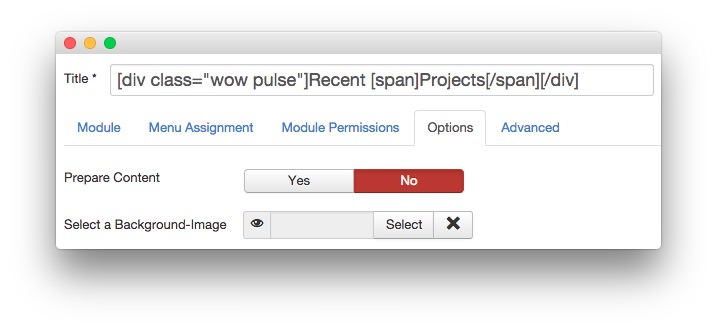 Title * [div class="wow pulse"]Recent [span]Projects[/span][/div]
Module Menu Assignment Module Permissions Options Advanced
Prepare Content Yes No
Select a Background-Image Select